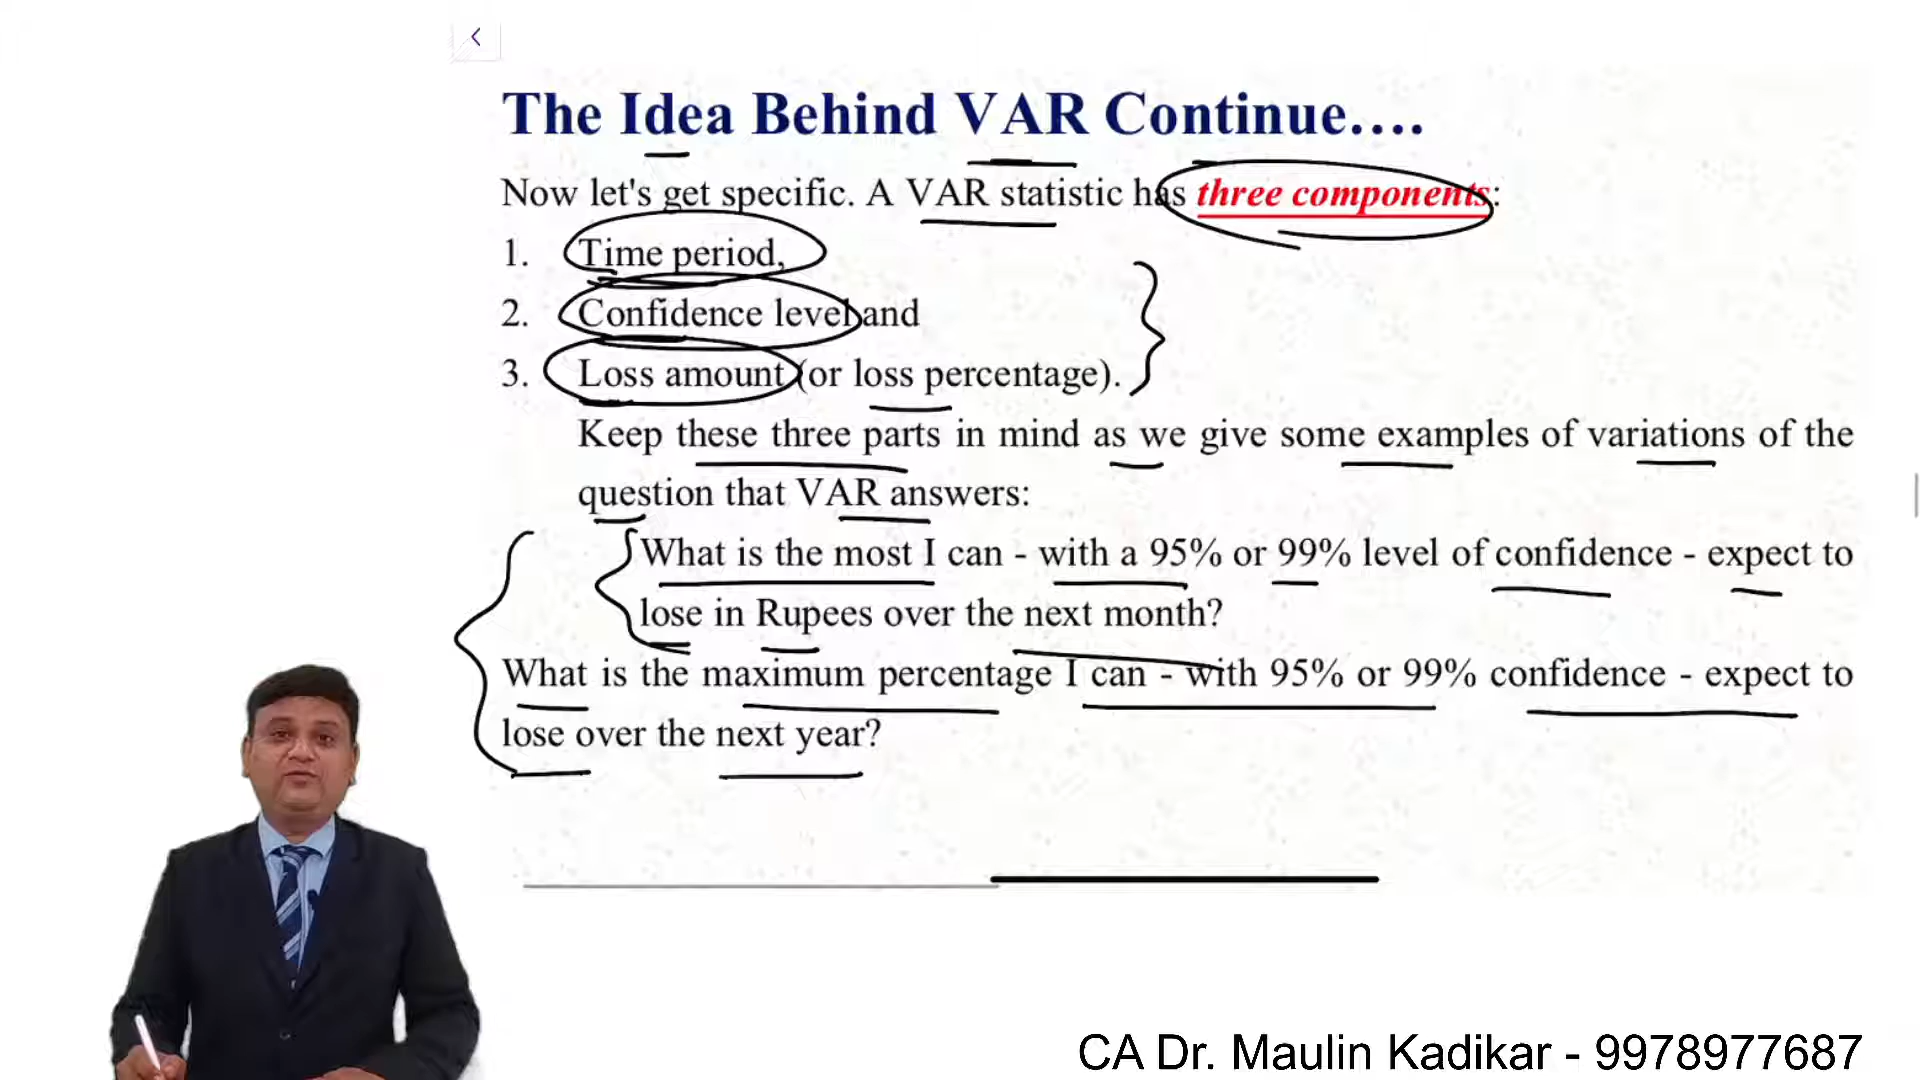 The Idea Behind VAR Continue....
Now let's get specific. A VAR statistic has three components:
1. Time period,
2. Confidence level and
3. Loss amount (or loss percentage).
Keep these three parts in mind as we give some examples of variations of the
question that VAR answers:
What is the most I can - with a 95% or 99% level of confidence - expect to
lose in Rupees over the next month?
What is the maximum percentage I can - with 95% or 99% confidence - expect to
lose over the next year?
CA Dr. Maulin Kadikar - 9978977687